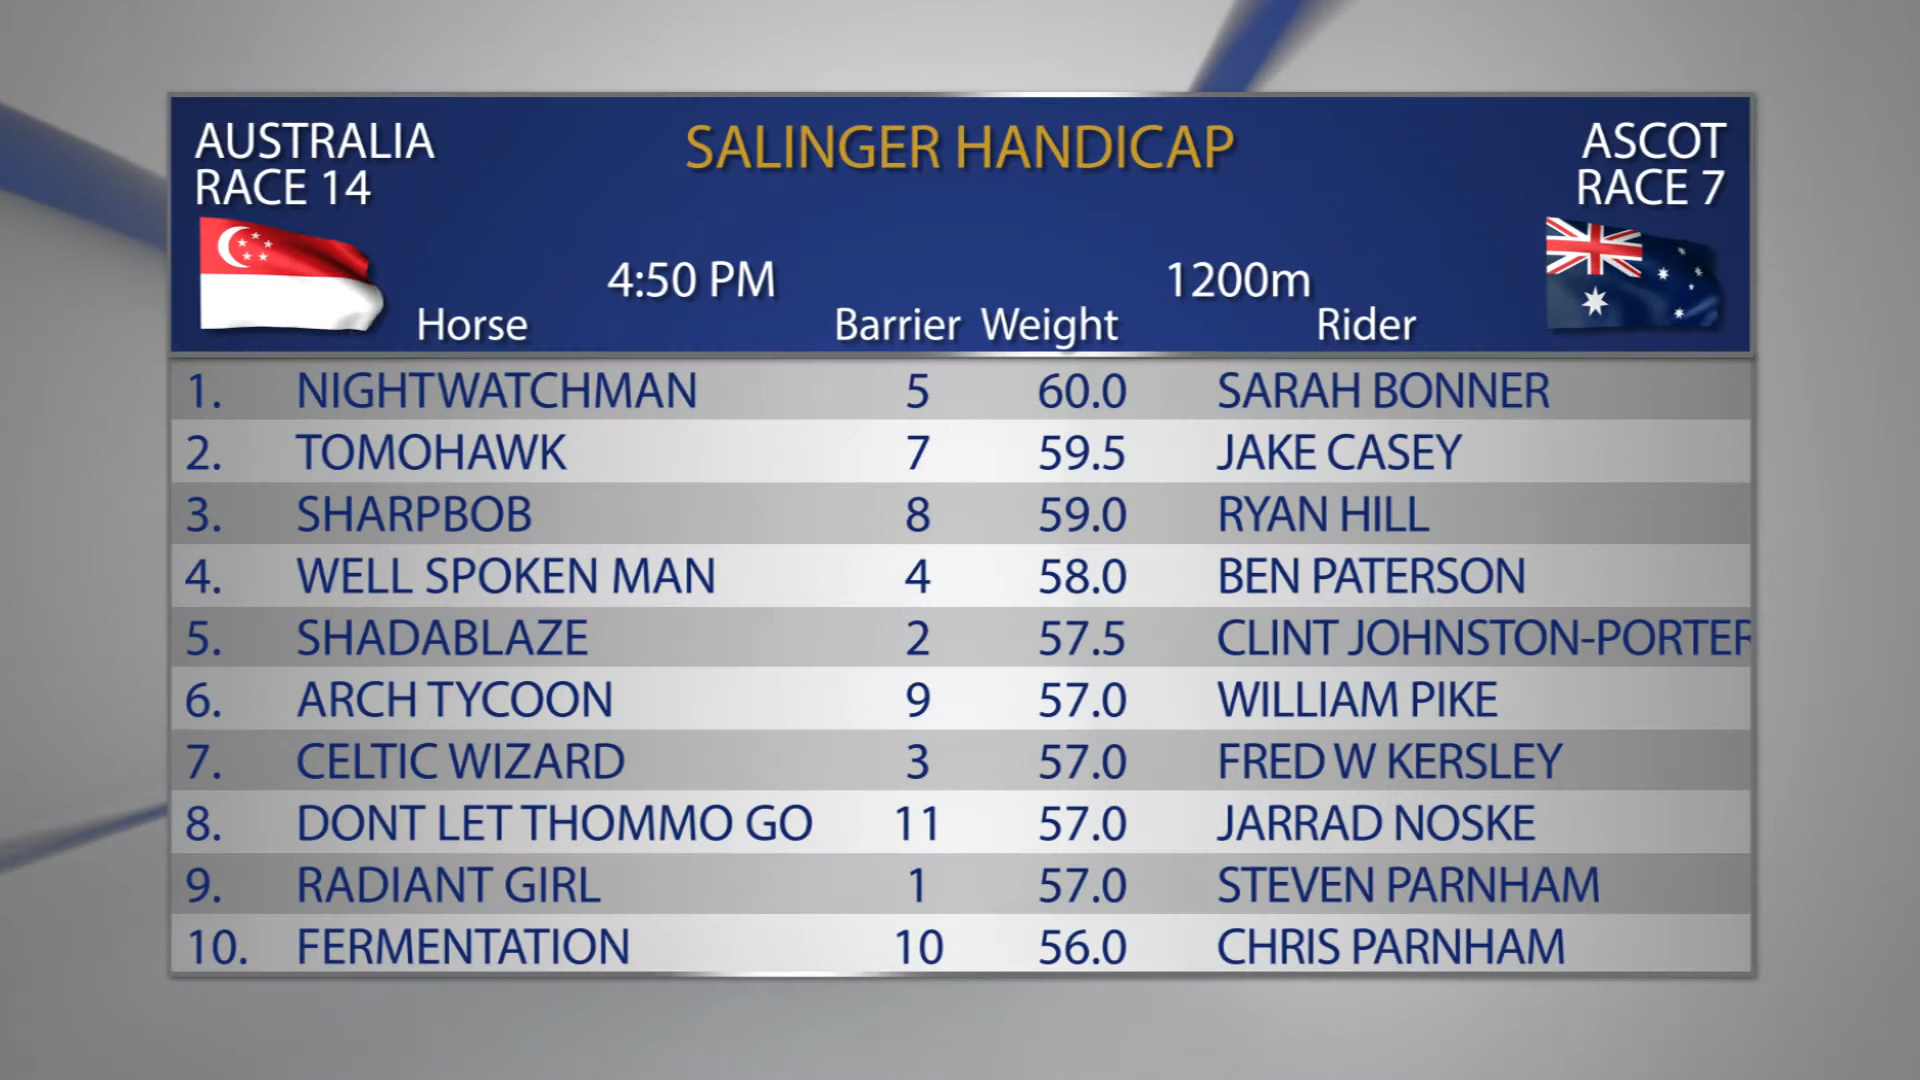 AUSTRALIA
RACE 14
SALINGER HANDICAP
ASCOT
RACE 7
4:50 PM 1200m
Horse Barrier Weight Rider
1. NIGHTWATCHMAN 5 60.0 SARAH BONNER
2. TOMOHAWK 7 59.5 JAKE CASEY
3. SHARPBOB 8 59.0 RYAN HILL
4. WELL SPOKEN MAN 4 58.0 BEN PATERSON
5. SHADABLAZE 2 57.5 CLINT JOHNSTON-PORTER
6. ARCH TYCOON 9 57.0 WILLIAM PIKE
7. CELTIC WIZARD 3 57.0 FRED W KERSLEY
8. DONT LET THOMMO GO 11 57.0 JARRAD NOSKE
9. RADIANT GIRL 1 57.0 STEVEN PARNHAM
10. FERMENTATION 10 56.0 CHRIS PARNHAM